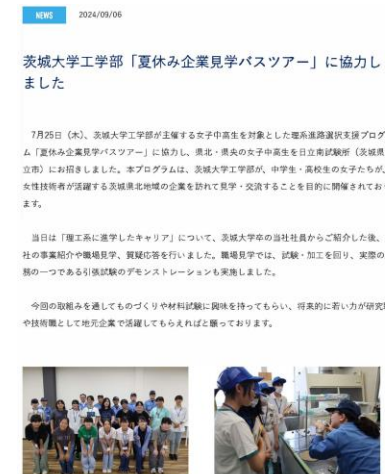 NEWS 2024/09/06
茨城大学工学部「夏休み企業見学バスツアー」に協力し
ました
7月25日（木）、茨城大学工学部が主催する女子中高生を対象とした理系進路選択支援プログ
ム「夏休み企業見学バスツアー」に協力し、県北・県央の女子中高生を日立南試験所（茨城県
立市）にお招きしました。本プログラムは、茨城大学工学部が、中学生・高校生の女子たちが、
女性技術者が活躍する茨城県北地域の企業を訪れて見学・交流することを目的に開催されてお
ます。
当日は「理工系に進学したキャリア」について、茨城大学卒の当社社員からご紹介した後、
社の事業紹介や職場見学、質疑応答を行いました。職場見学では、試験・加工を回り、実際の
務の一つである引張試験のデモンストレーションも実施しました。
今回の取組みを通してものづくりや材料試験に興味を持ってもらい、将来的に若い力が研究
や技術職として地元企業で活躍してもらえればと願っております。